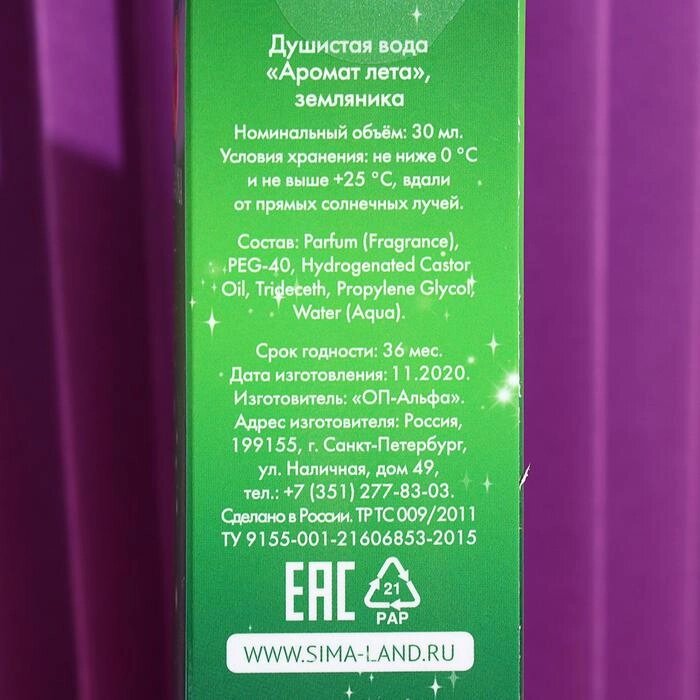 Душистая вода
«Аромат лета»,
земляника
Номинальный объём: 30 мл.
Условия хранения: не ниже 0 °C
и не выше +25 °C, вдали
от прямых солнечных лучей.
Состав: Parfum (Fragrance),
PEG-40, Hydrogenated Castor
Oil, Trideceth, Propylene Glycol,
Water (Aqua).
Срок годности: 36 мес.
Дата изготовления: 11.2020.
Изготовитель: «ОП-Альфа».
Адрес изготовителя: Россия,
199155, г. Санкт-Петербург,
ул. Наличная, дом 49,
тел.: +7 (351) 277-83-03.
Сделано в России. ТР ТС 009/2011
ТУ 9155-001-21606853-2015
EAC
21
PAP
WWW.SIMA-LAND.RU